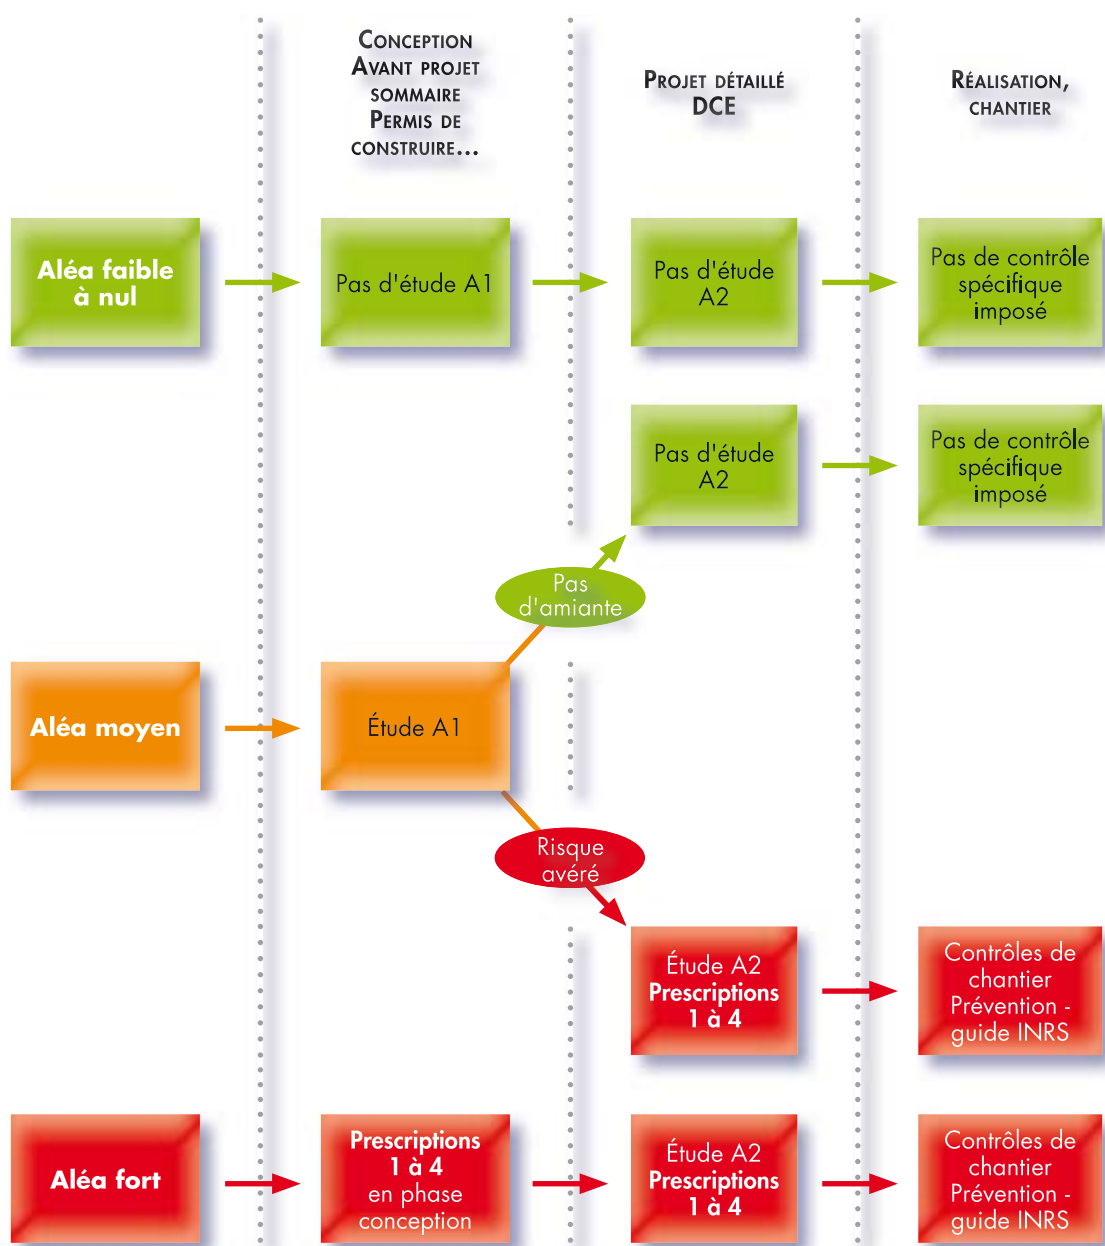 CONCEPTION
AVANT PROJET
SOMMAIRE
PERMIS DE
CONSTRUIRE...
PROJET DÉTAILLÉ
DCE
RÉALISATION,
CHANTIER
Aléa faible
à nul
Pas d'étude A1
Pas d'étude
A2
Pas de contrôle
spécifique
imposé
Pas d'étude
A2
Pas de contrôle
spécifique
imposé
Pas
d'amiante
Aléa moyen
Étude A1
Risque
avéré
Étude A2
Prescriptions
1 à 4
Contrôles de
chantier
Prévention -
guide INRS
Aléa fort
Prescriptions
1 à 4
en phase
conception
Étude A2
Prescriptions
1 à 4
Contrôles de
chantier
Prévention -
guide INRS